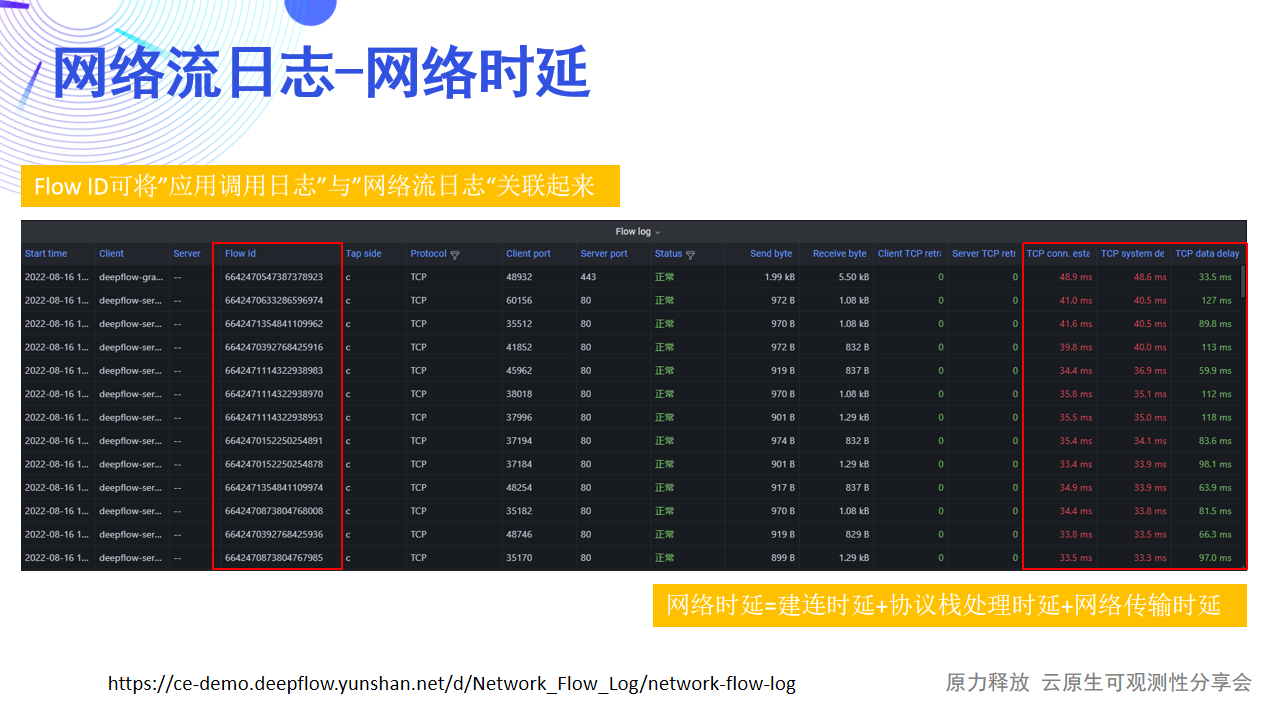 网络流日志-网络时延
Flow ID可将”应用调用日志”与”网络流日志“关联起来
Flow log
Start time Client Server Flow Id Tap side Protocol Client port Server port Status Send byte Receive byte Client TCP retr Server TCP retr TCP conn. esta TCP system de TCP data delay
2022-08-16 1... deepflow-gra... -- 6642470547387378923 c TCP 48932 443 正常 1.99 kB 5.50 kB 0 0 48.9 ms 48.6 ms 33.5 ms
2022-08-16 1... deepflow-ser... -- 6642470633286596974 c TCP 60156 80 正常 972 B 1.08 kB 0 0 41.0 ms 40.5 ms 127 ms
2022-08-16 1... deepflow-ser... -- 6642471354841109962 c TCP 35512 80 正常 970 B 1.08 kB 0 0 41.6 ms 40.5 ms 89.8 ms
2022-08-16 1... deepflow-ser... -- 6642470392768425916 c TCP 41852 80 正常 972 B 832 B 0 0 39.8 ms 40.0 ms 113 ms
2022-08-16 1... deepflow-ser... -- 6642471114322938983 c TCP 45962 80 正常 919 B 837 B 0 0 34.4 ms 36.9 ms 59.9 ms
2022-08-16 1... deepflow-ser... -- 6642471114322938970 c TCP 38018 80 正常 970 B 1.08 kB 0 0 35.8 ms 35.1 ms 112 ms
2022-08-16 1... deepflow-ser... -- 6642471114322938953 c TCP 37996 80 正常 901 B 1.29 kB 0 0 35.5 ms 35.0 ms 118 ms
2022-08-16 1... deepflow-ser... -- 6642470152250254891 c TCP 37194 80 正常 974 B 832 B 0 0 35.4 ms 34.1 ms 83.6 ms
2022-08-16 1... deepflow-ser... -- 6642470152250254878 c TCP 37184 80 正常 901 B 1.29 kB 0 0 33.4 ms 33.9 ms 98.1 ms
2022-08-16 1... deepflow-ser... -- 6642471354841109974 c TCP 48254 80 正常 917 B 837 B 0 0 34.9 ms 33.9 ms 63.9 ms
2022-08-16 1... deepflow-ser... -- 6642470873804768008 c TCP 35182 80 正常 970 B 1.08 kB 0 0 34.4 ms 33.8 ms 81.5 ms
2022-08-16 1... deepflow-ser... -- 6642470392768425936 c TCP 48746 80 正常 919 B 829 B 0 0 33.8 ms 33.5 ms 66.3 ms
2022-08-16 1... deepflow-ser... -- 6642470873804767985 c TCP 35170 80 正常 899 B 1.29 kB 0 0 33.5 ms 33.3 ms 97.0 ms
网络时延=建连时延+协议栈处理时延+网络传输时延
https://ce-demo.deepflow.yunshan.net/d/Network_Flow_Log/network-flow-log
原力释放 云原生可观测性分享会